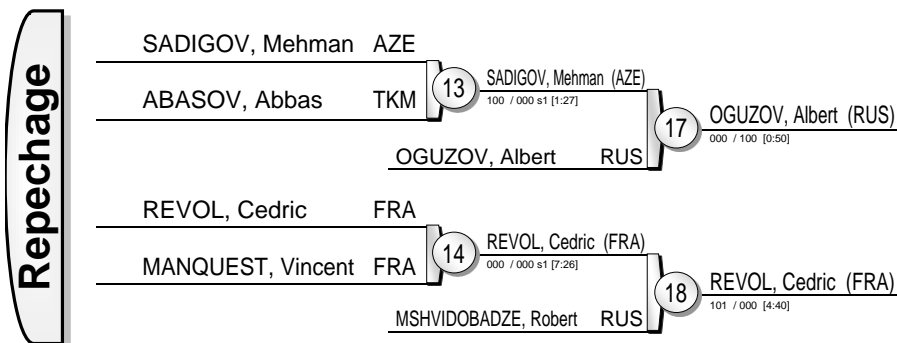 Repechage
SADIGOV, Mehman AZE
ABASOV, Abbas TKM
13
SADIGOV, Mehman (AZE)
100 / 000 s1 [1:27]
OGUZOV, Albert RUS
17
OGUZOV, Albert (RUS)
000 / 100 [0:50]
REVOL, Cedric FRA
MANQUEST, Vincent FRA
14
REVOL, Cedric (FRA)
000 / 000 s1 [7:26]
MSHVIDOBADZE, Robert RUS
18
REVOL, Cedric (FRA)
101 / 000 [4:40]